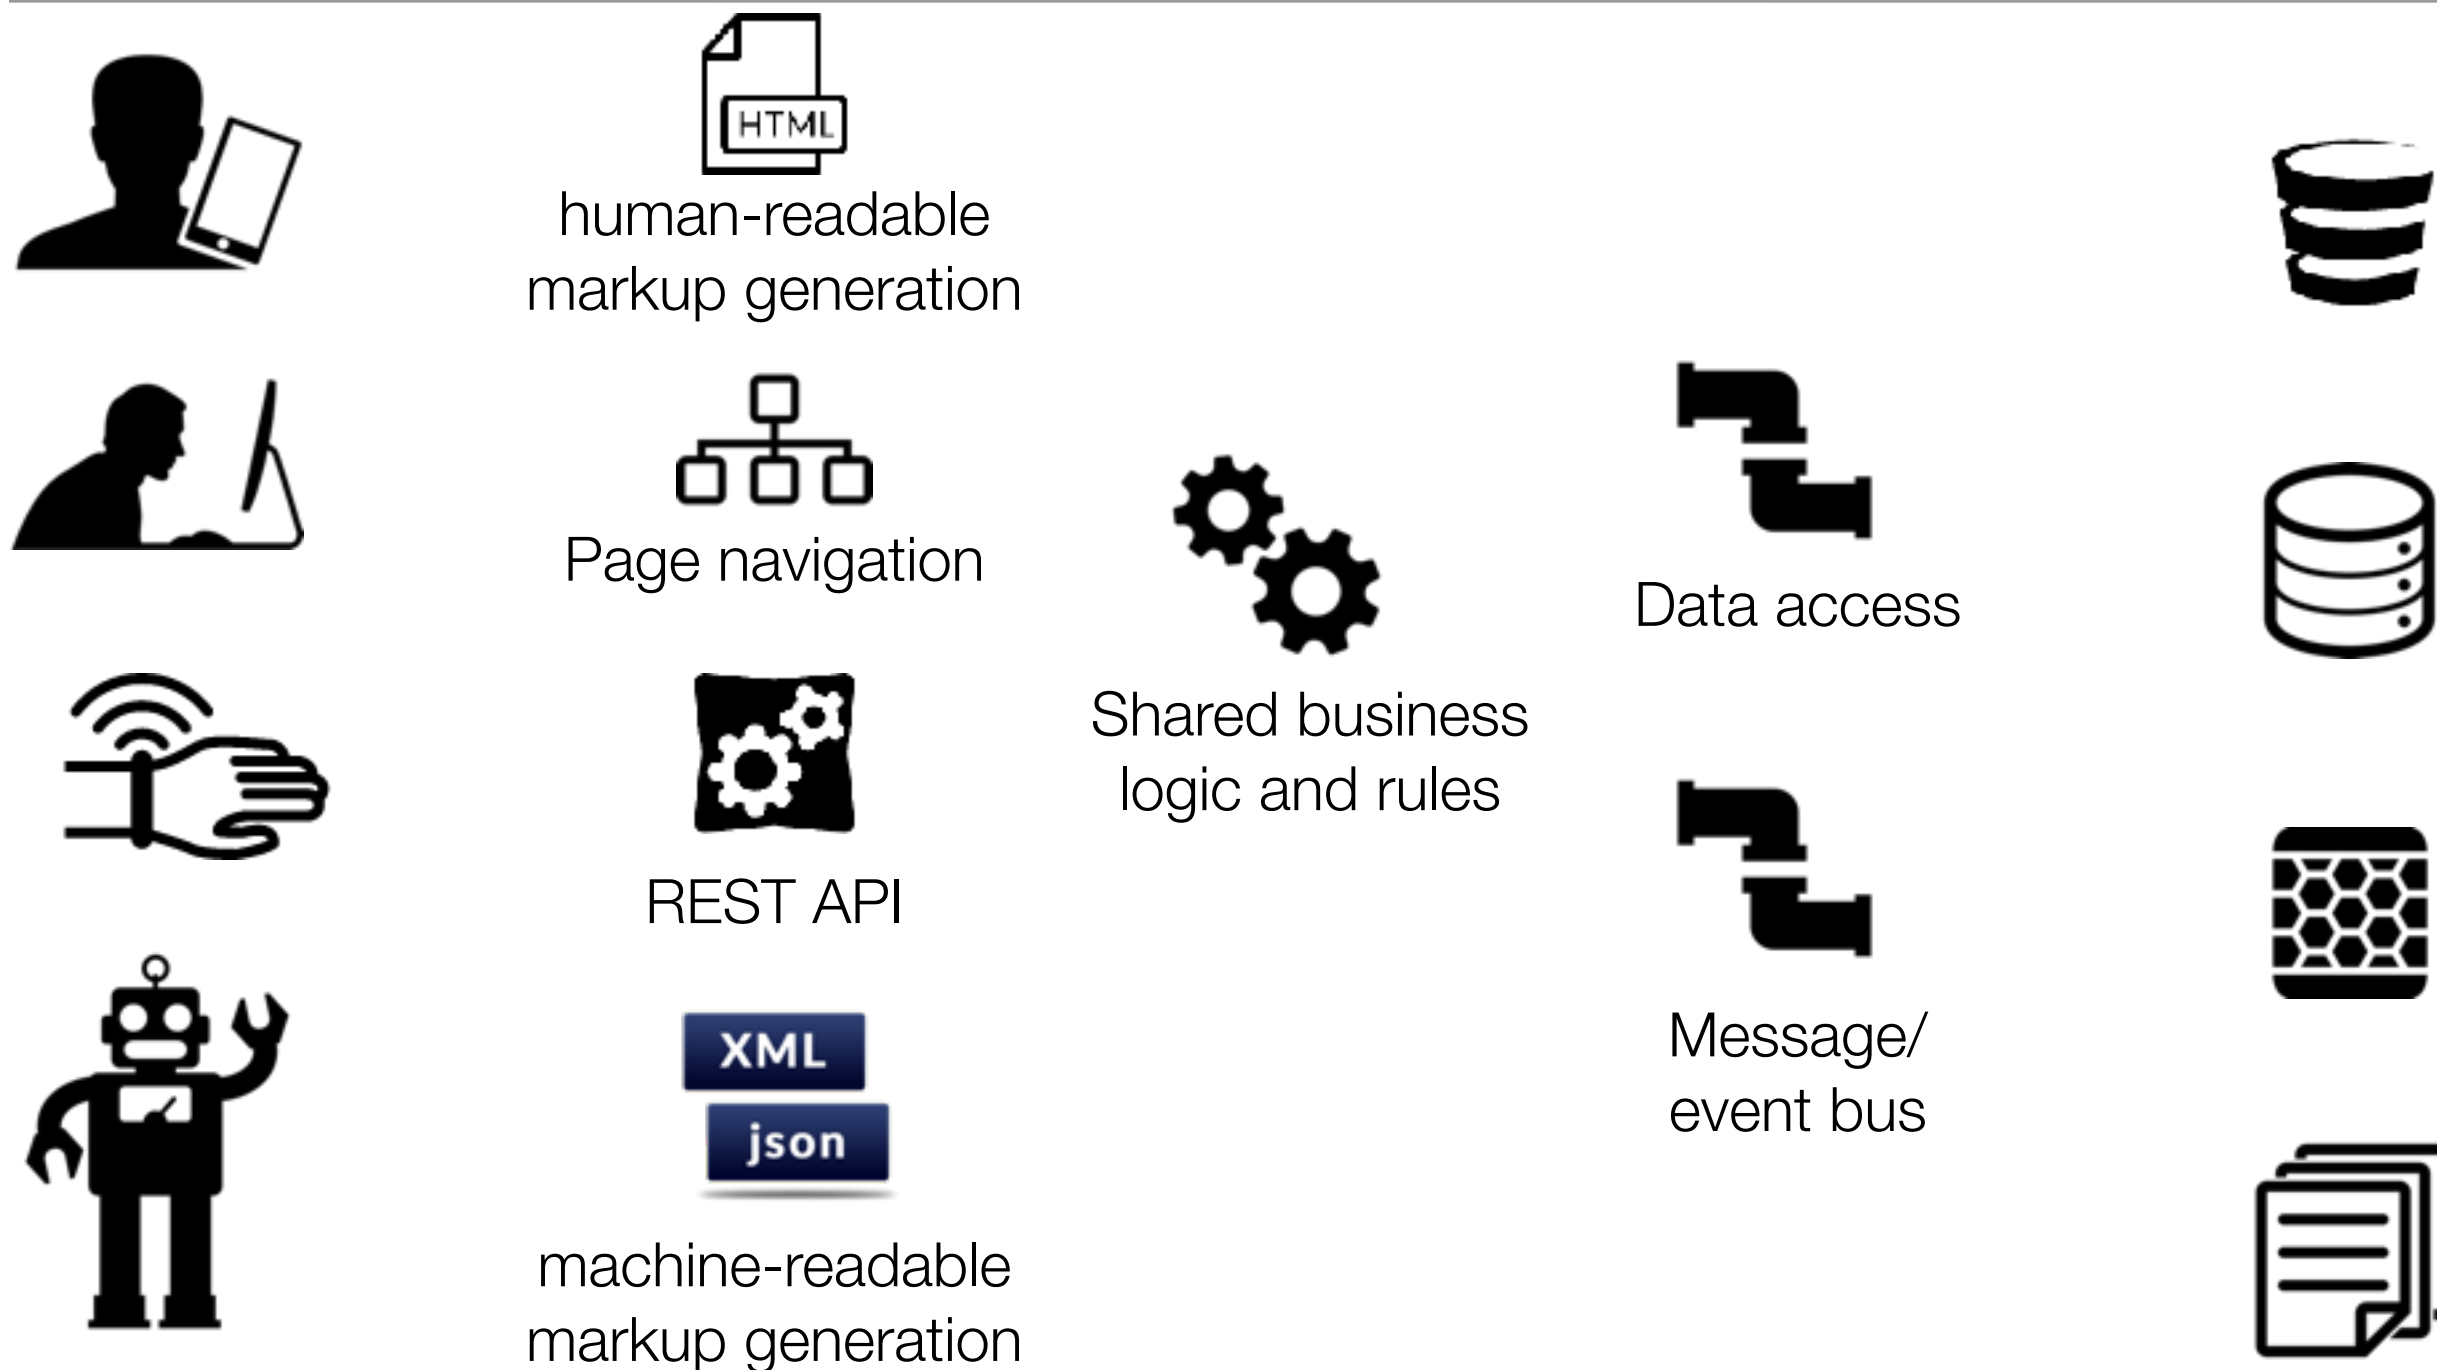 HTML
human-readable
markup generation
Page navigation
REST API
XML
json
machine-readable
markup generation
Shared business
logic and rules
Data access
Message/
event bus